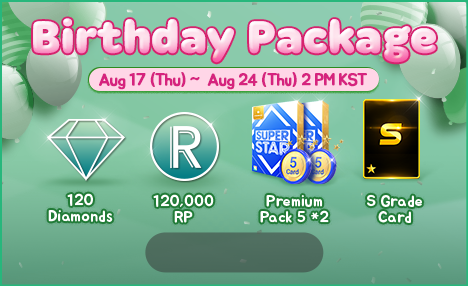 Birthday Package
Aug 17 (Thu) ~ Aug 24 (Thu) 2 PM KST
R
SUPER
STAR
5
Card
5
Card
S
120
Diamonds
120,000
RP
Premium
Pack 5 *2
S Grade
Card